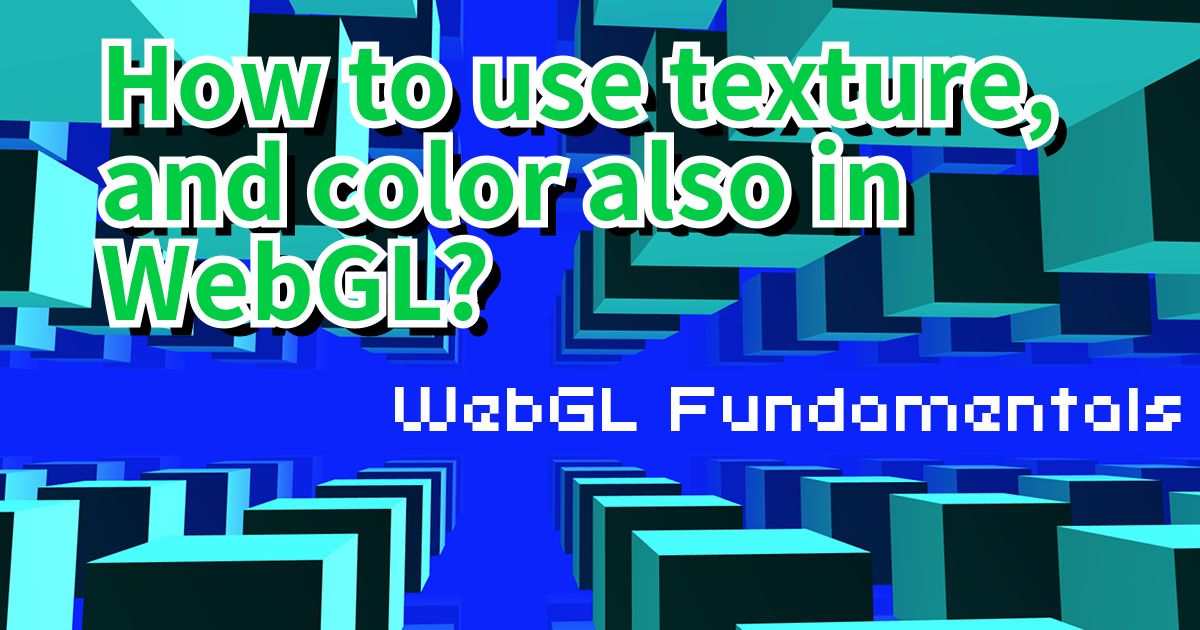 How to use texture,
and color also in
WebGL?
WebGL Fundamentals